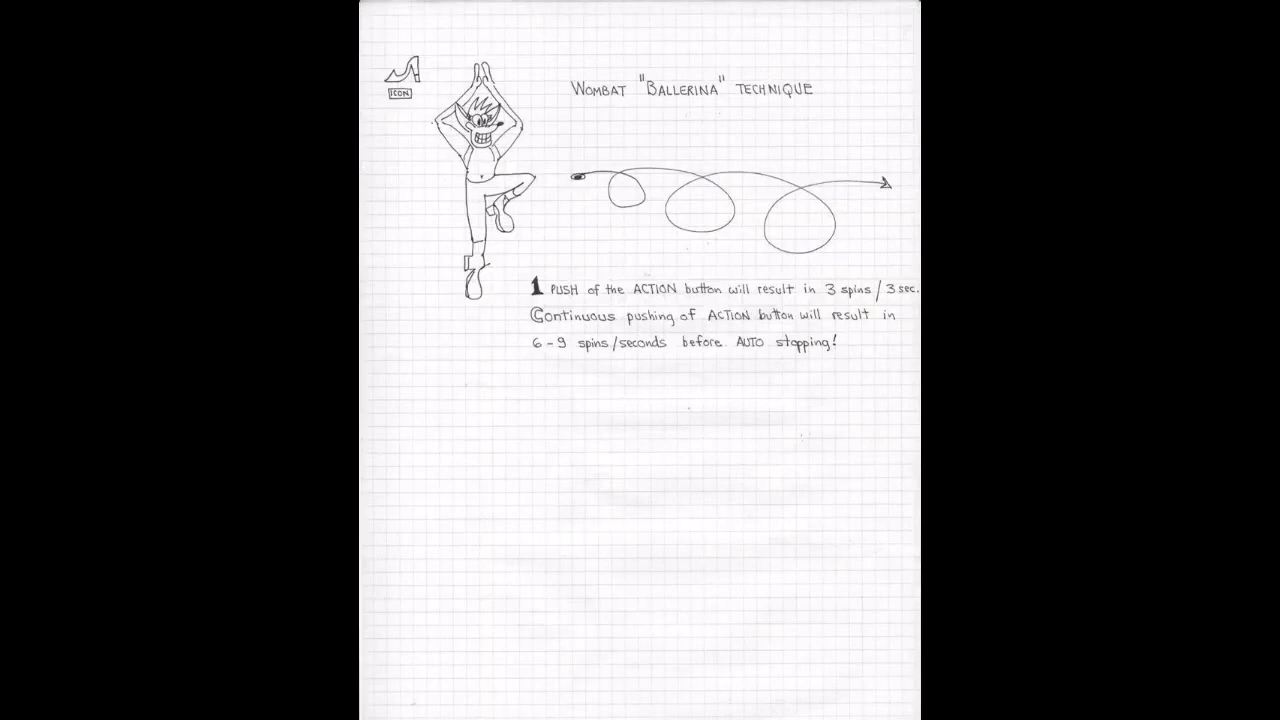 ICON
WOMBAT "BALLERINA" TECHNIQUE
1 PUSH of the ACTION button will result in 3 spins/3 sec.
Continuous pushing of ACTION button will result in
6-9 spins/seconds before AUTO stopping!